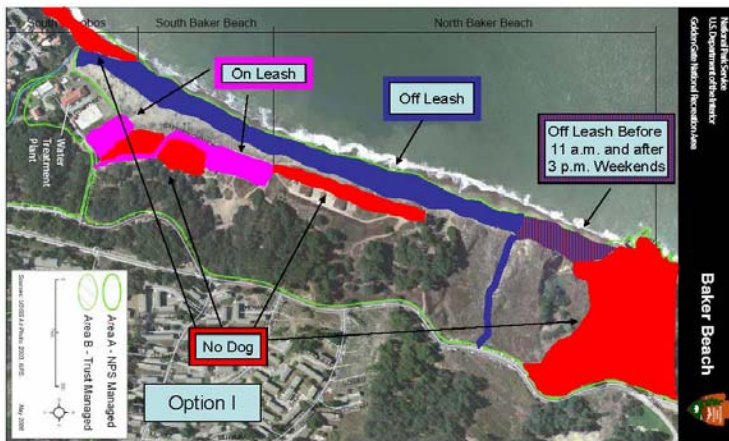 National Park Service
U.S. Department of the Interior
Golden Gate National Recreation Area
Baker Beach
South Baker Beach
North Baker Beach
On Leash
Off Leash
Off Leash Before
11 a.m. and after
3 p.m. Weekends
Water
Treatment
Plant
No Dog
Option I
Area A - NPS Managed
Area B - Trust Managed
May 2006